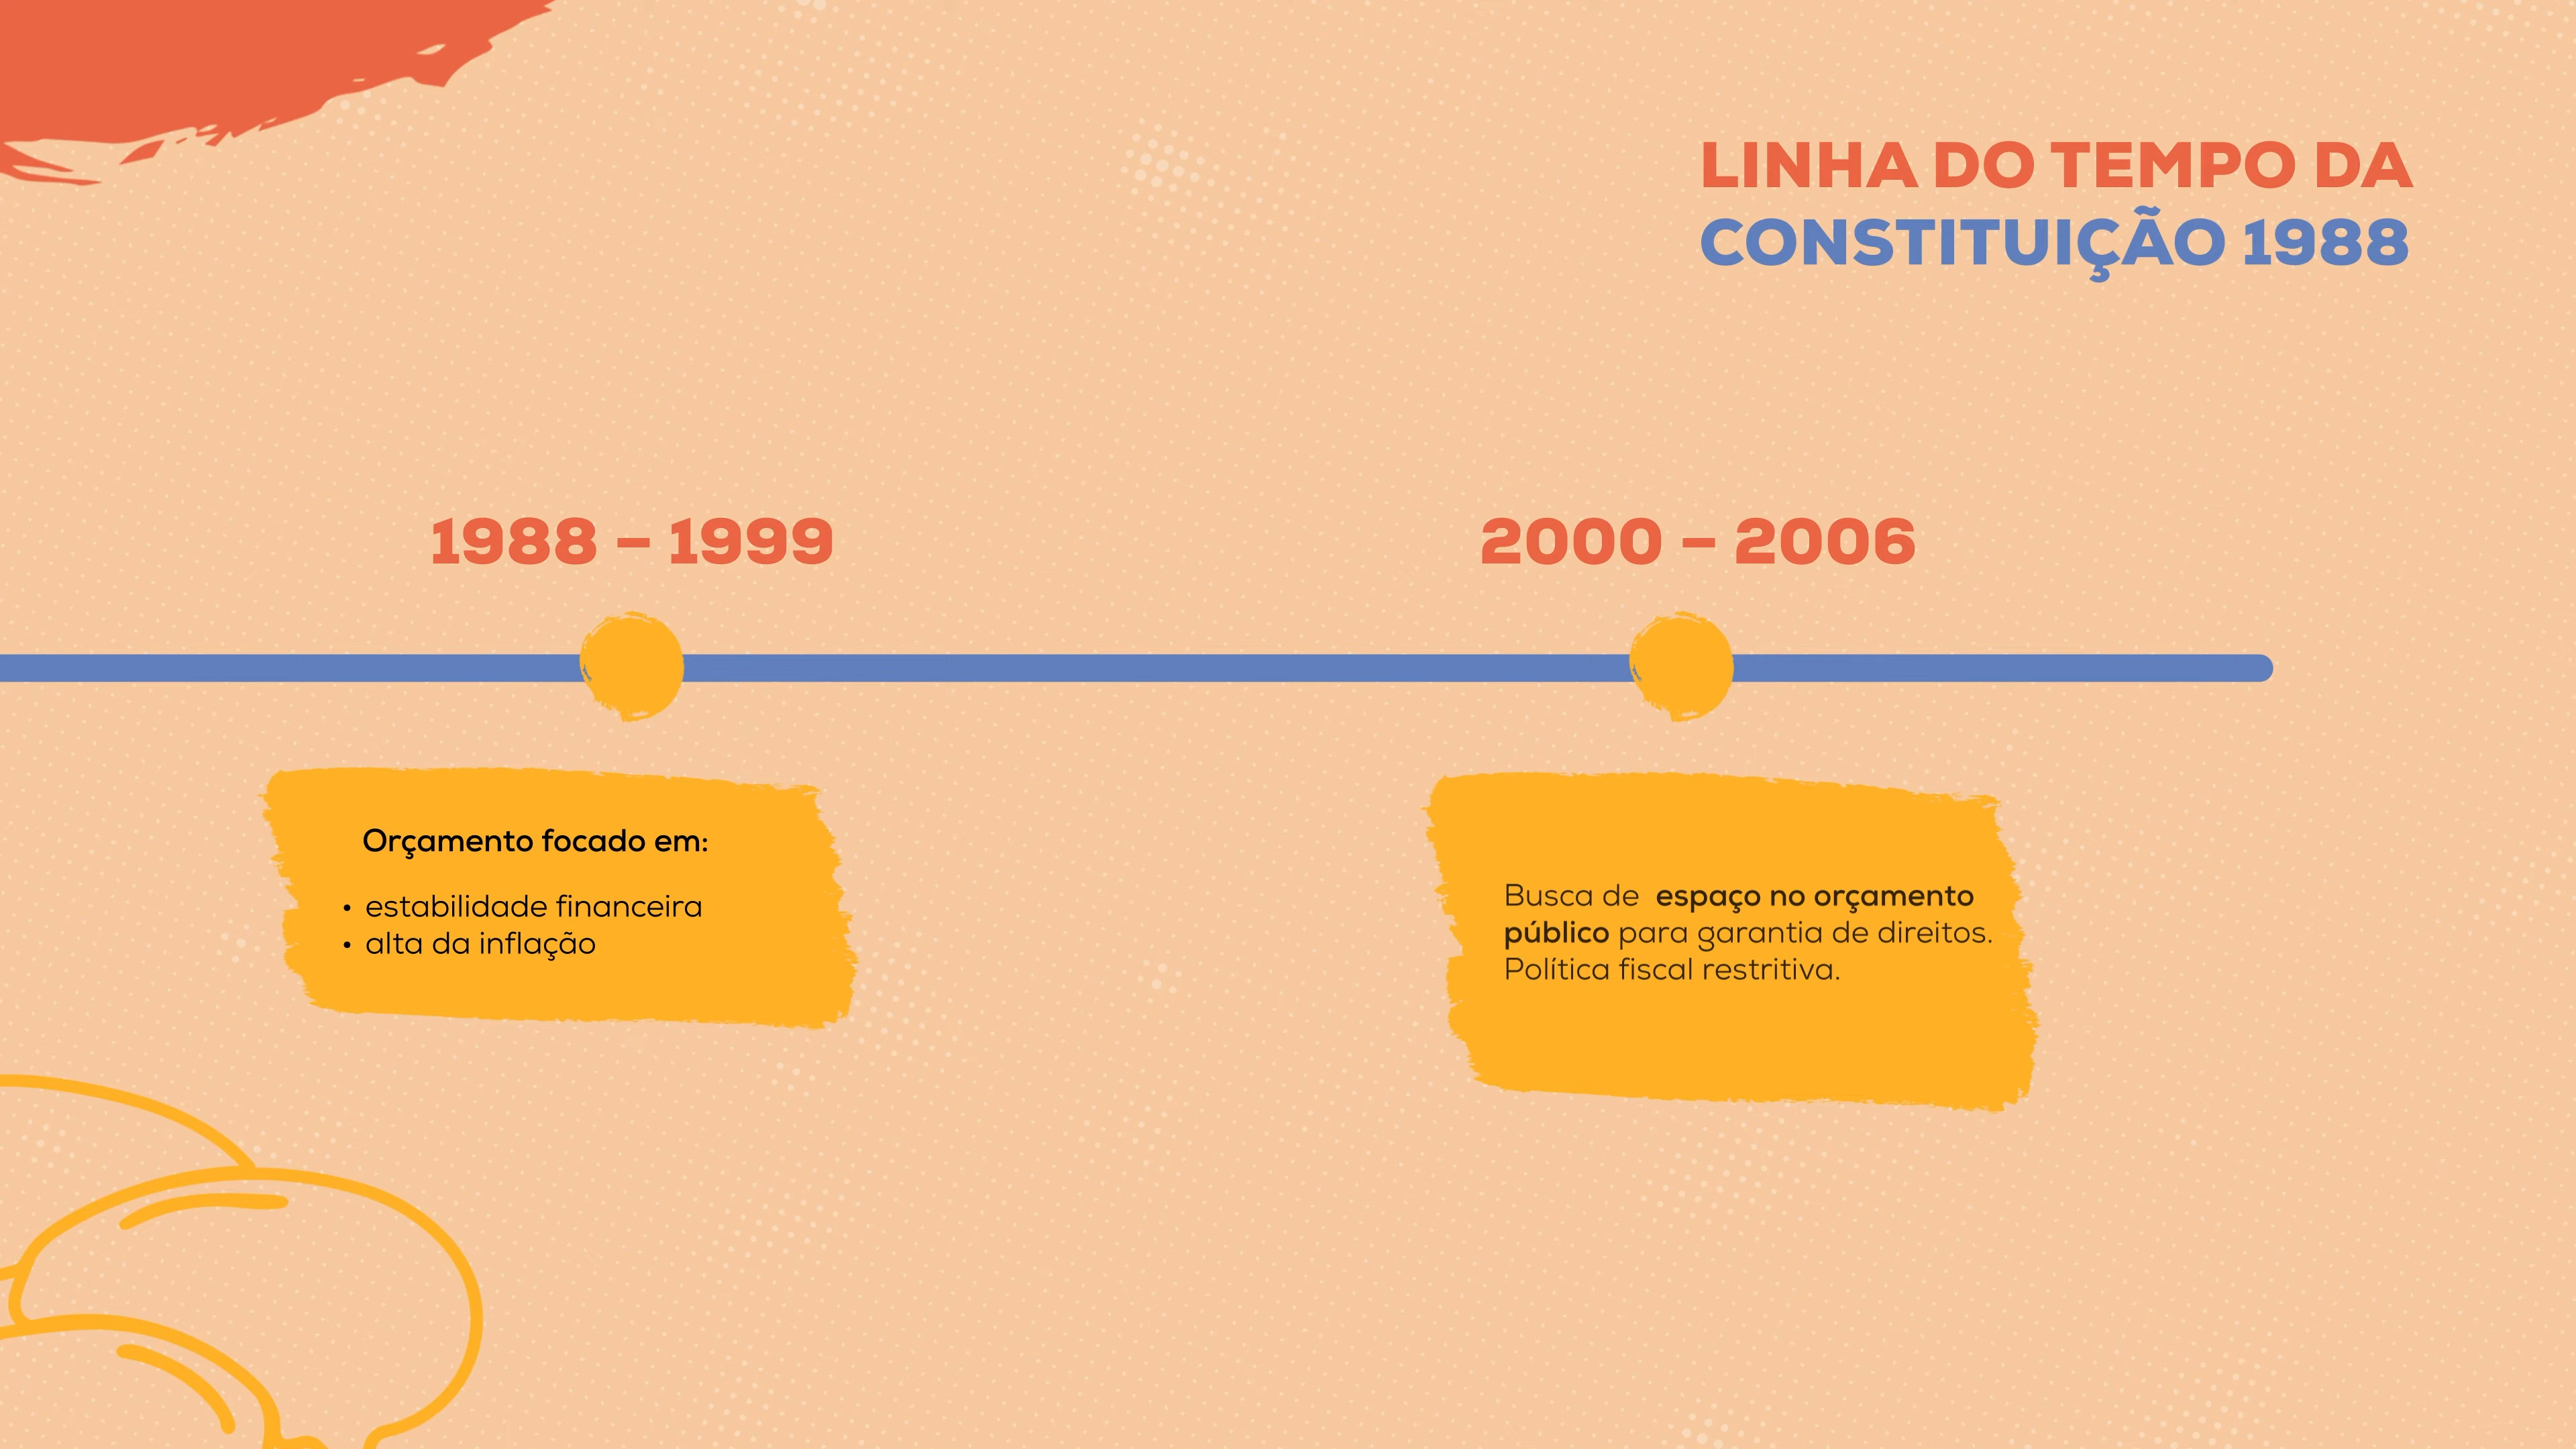 LINHA DO TEMPO DA
CONSTITUIÇÃO 1988
1988 – 1999
2000 – 2006
Orçamento focado em:
• estabilidade financeira
• alta da inflação
Busca de espaço no orçamento
público para garantia de direitos.
Política fiscal restritiva.